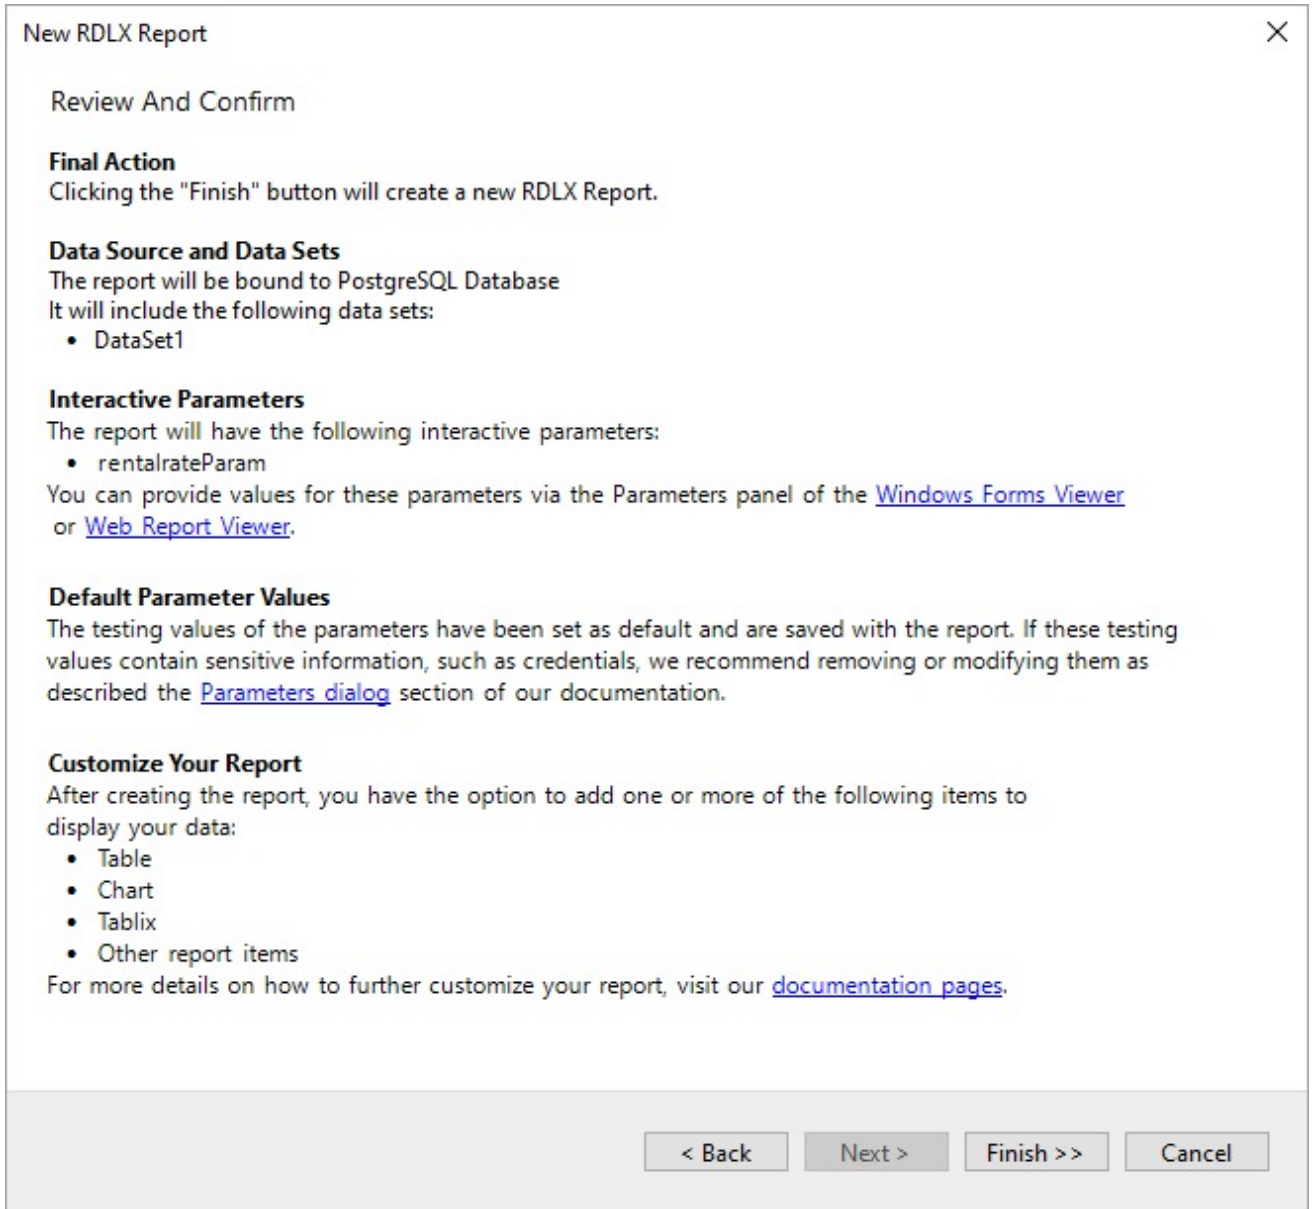 New RDLX Report
Review And Confirm
Final Action
Clicking the "Finish" button will create a new RDLX Report.
Data Source and Data Sets
The report will be bound to PostgreSQL Database
It will include the following data sets:
• DataSet1
Interactive Parameters
The report will have the following interactive parameters:
• rentalrateParam
You can provide values for these parameters via the Parameters panel of the Windows Forms Viewer
or Web Report Viewer.
Default Parameter Values
The testing values of the parameters have been set as default and are saved with the report. If these testing
values contain sensitive information, such as credentials, we recommend removing or modifying them as
described the Parameters dialog section of our documentation.
Customize Your Report
After creating the report, you have the option to add one or more of the following items to
display your data:
• Table
• Chart
• Tablix
• Other report items
For more details on how to further customize your report, visit our documentation pages.
< Back Next > Finish >> Cancel